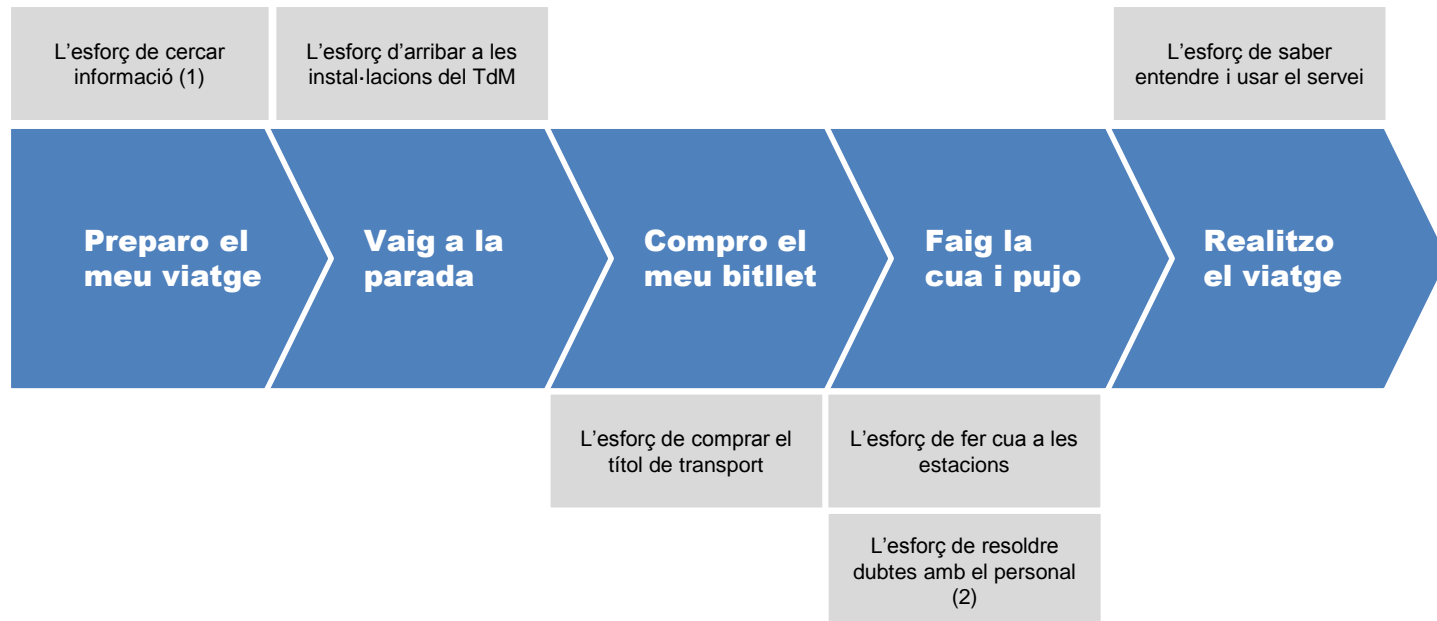 L’esforç de cercar
informació (1)
L’esforç d’arribar a les
instal·lacions del TdM
L’esforç de saber
entendre i usar el servei
Preparo el
meu viatge
Vaig a la
parada
Compro el
meu bitllet
Faig la
cua i pujo
Realitzo
el viatge
L’esforç de comprar el
títol de transport
L’esforç de fer cua a les
estacions
L’esforç de resoldre
dubtes amb el personal
(2)